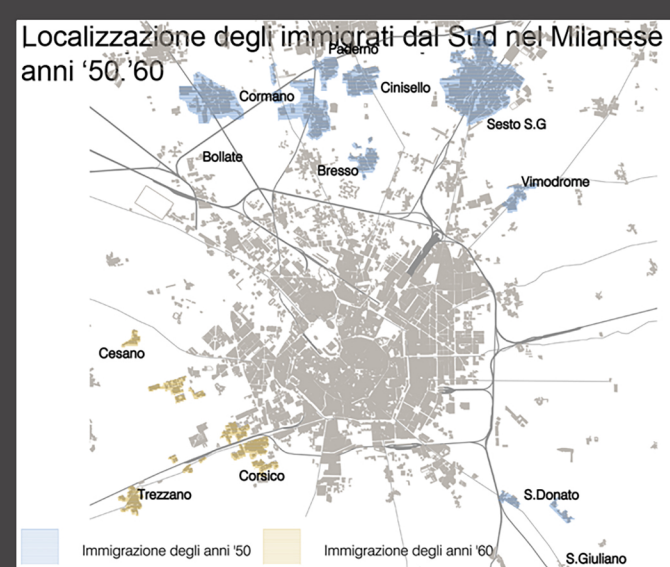 Localizzazione degli immigrati dal Sud nel Milanese
anni ‘50.’60
Paderno
Cormano
Cinisello
Sesto S.G
Bollate
Bresso
Vimodrome
Cesano
Corsico
Trezzano
S.Donato
Immigrazione degli anni '50
Immigrazione degli anni '60
S.Giuliano